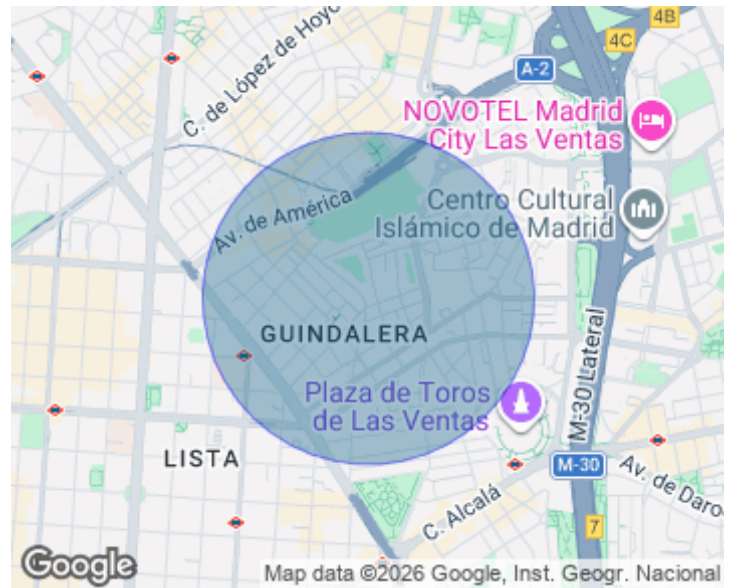 4B
4C
C. de López de Hoyo
A-2
NOVOTEL Madrid
City Las Ventas
Av. de América
Centro Cultural
Islámico de Madrid
GUINDALERA
Plaza de Toros
de Las Ventas
M-30 Lateral
LISTA
M-30
Av. de Daroc
C. Alcalá
7
Google
Map data ©2026 Google, Inst. Geogr. Nacional